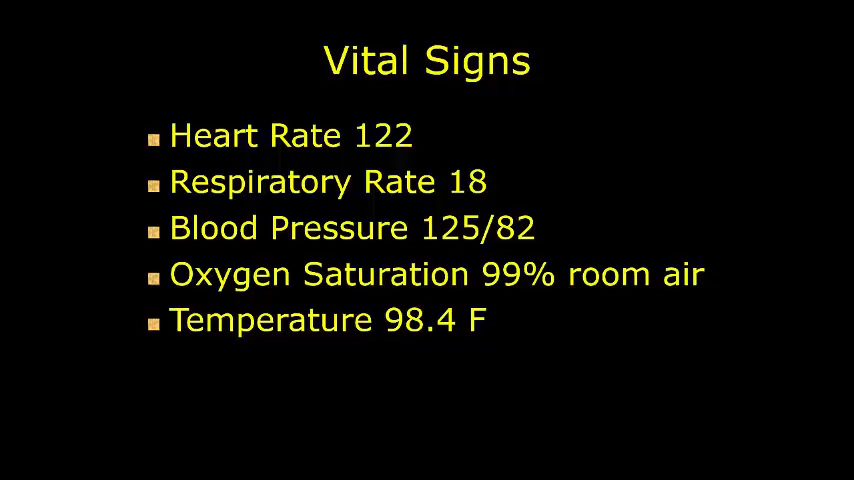 Vital Signs
Heart Rate 122
Respiratory Rate 18
Blood Pressure 125/82
Oxygen Saturation 99% room air
Temperature 98.4 F